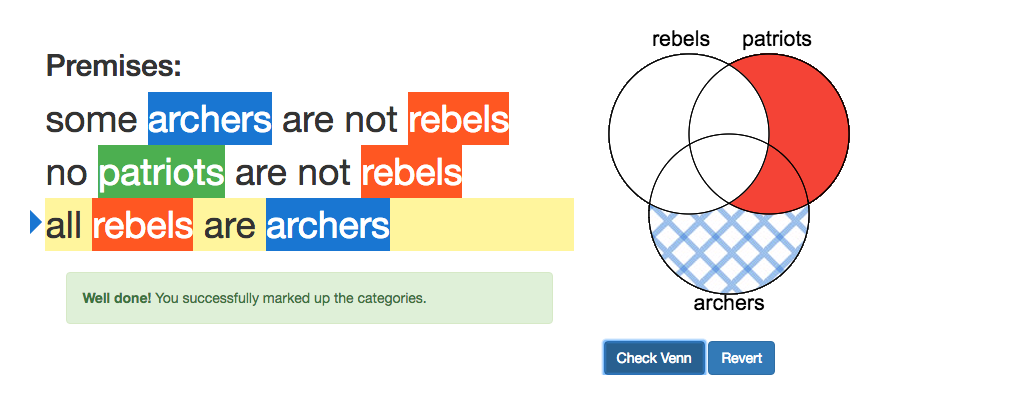 Premises:
some archers are not rebels
no patriots are not rebels
all rebels are archers
Well done! You successfully marked up the categories.
rebels patriots
archers
Check Venn Revert